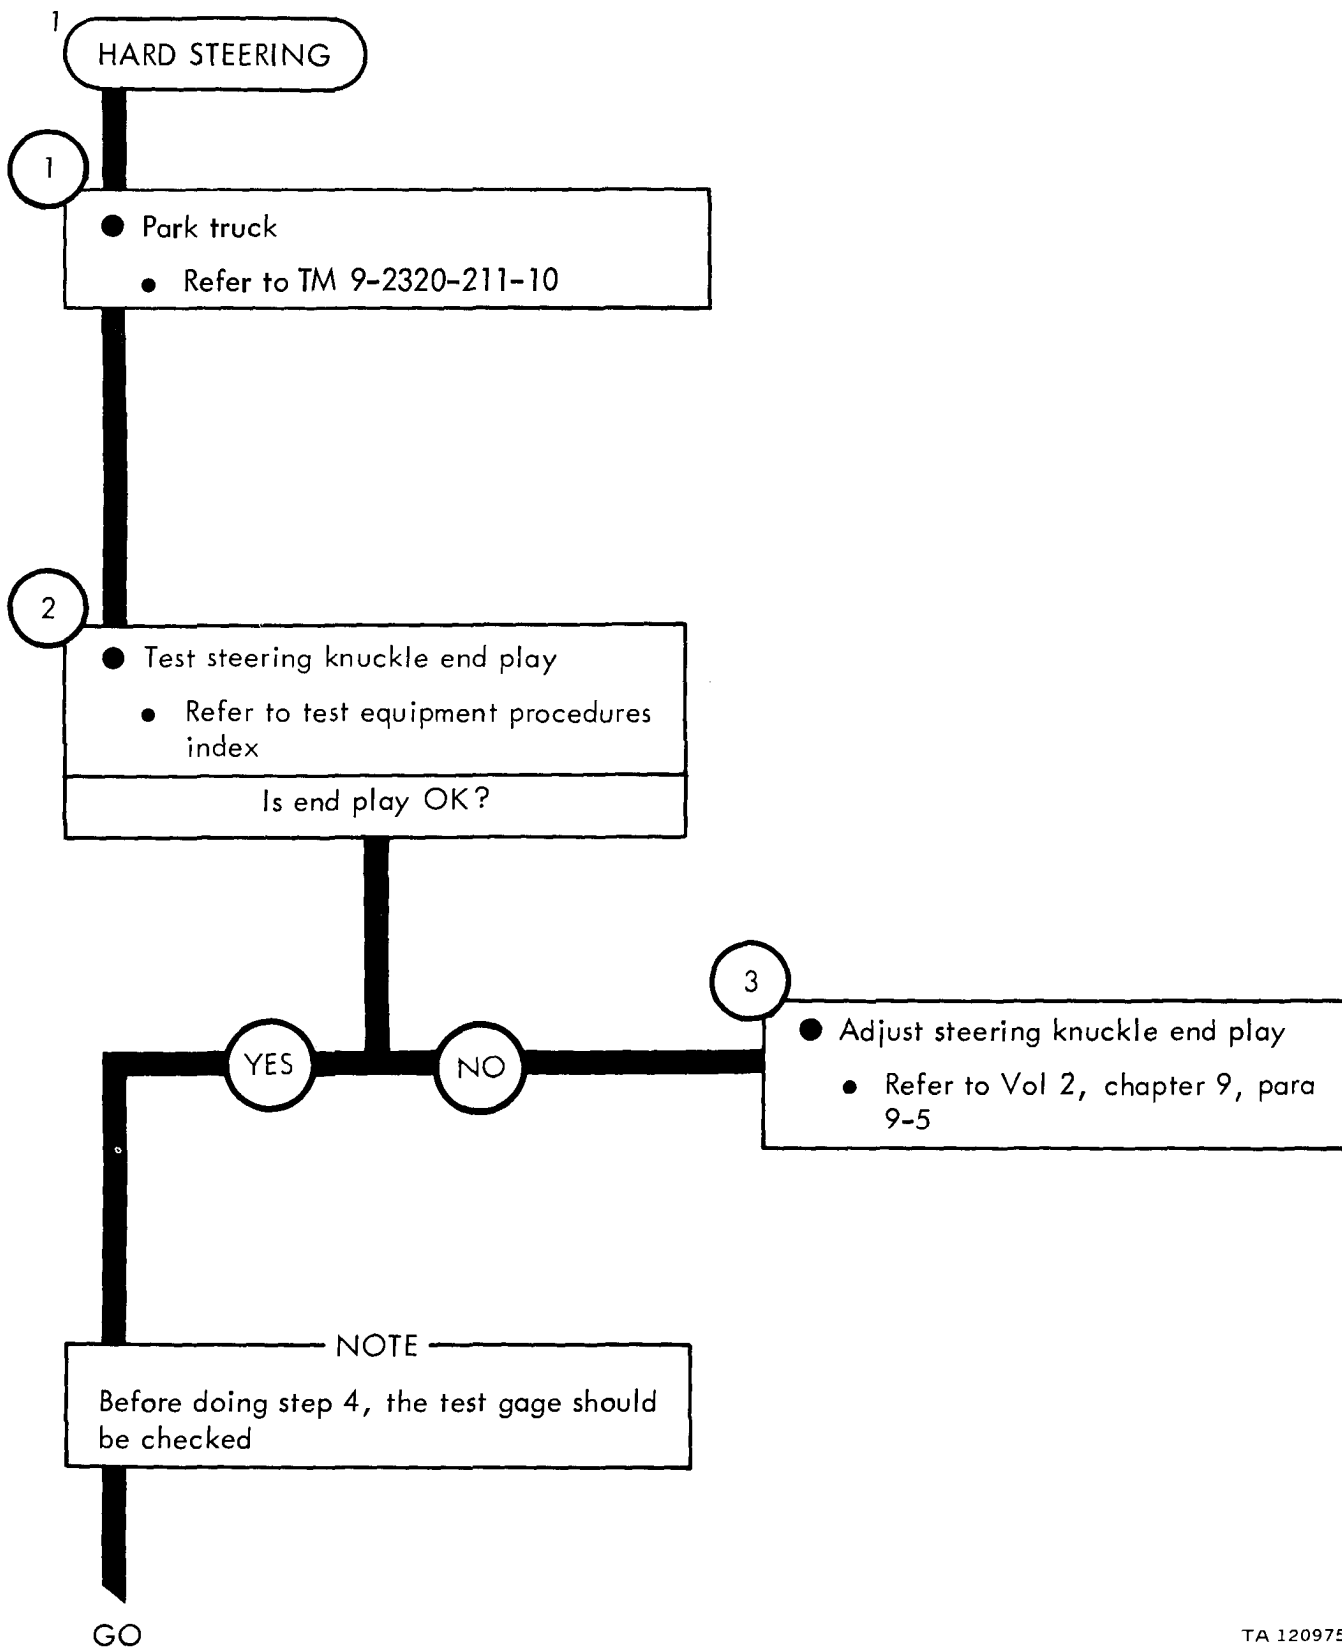 1
HARD STEERING
1
● Park truck
● Refer to TM 9-2320-211-10
2
● Test steering knuckle end play
● Refer to test equipment procedures
index
Is end play OK?
3
● Adjust steering knuckle end play
● Refer to Vol 2, chapter 9, para
9-5
YES
NO
NOTE
Before doing step 4, the test gage should
be checked
GO
TA 120975